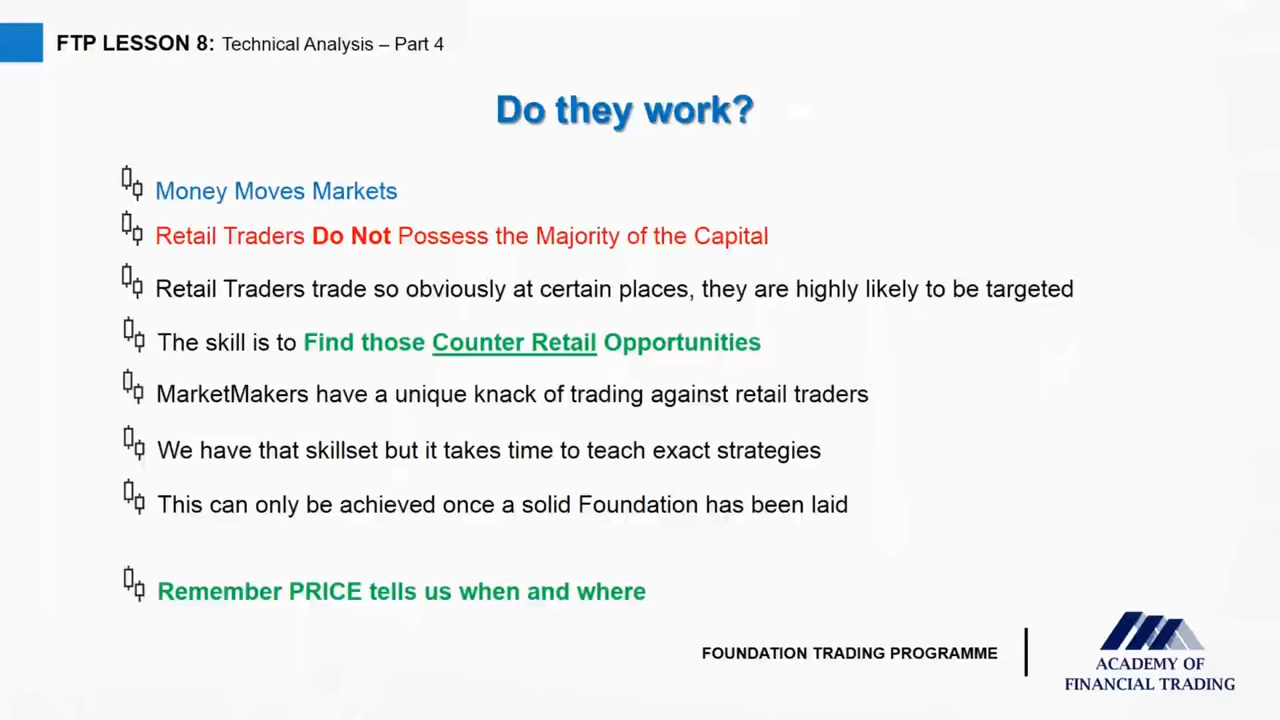 FTP LESSON 8: Technical Analysis – Part 4
Do they work?
Money Moves Markets
Retail Traders Do Not Possess the Majority of the Capital
Retail Traders trade so obviously at certain places, they are highly likely to be targeted
The skill is to Find those Counter Retail Opportunities
MarketMakers have a unique knack of trading against retail traders
We have that skillset but it takes time to teach exact strategies
This can only be achieved once a solid Foundation has been laid
Remember PRICE tells us when and where
FOUNDATION TRADING PROGRAMME
ACADEMY OF
FINANCIAL TRADING